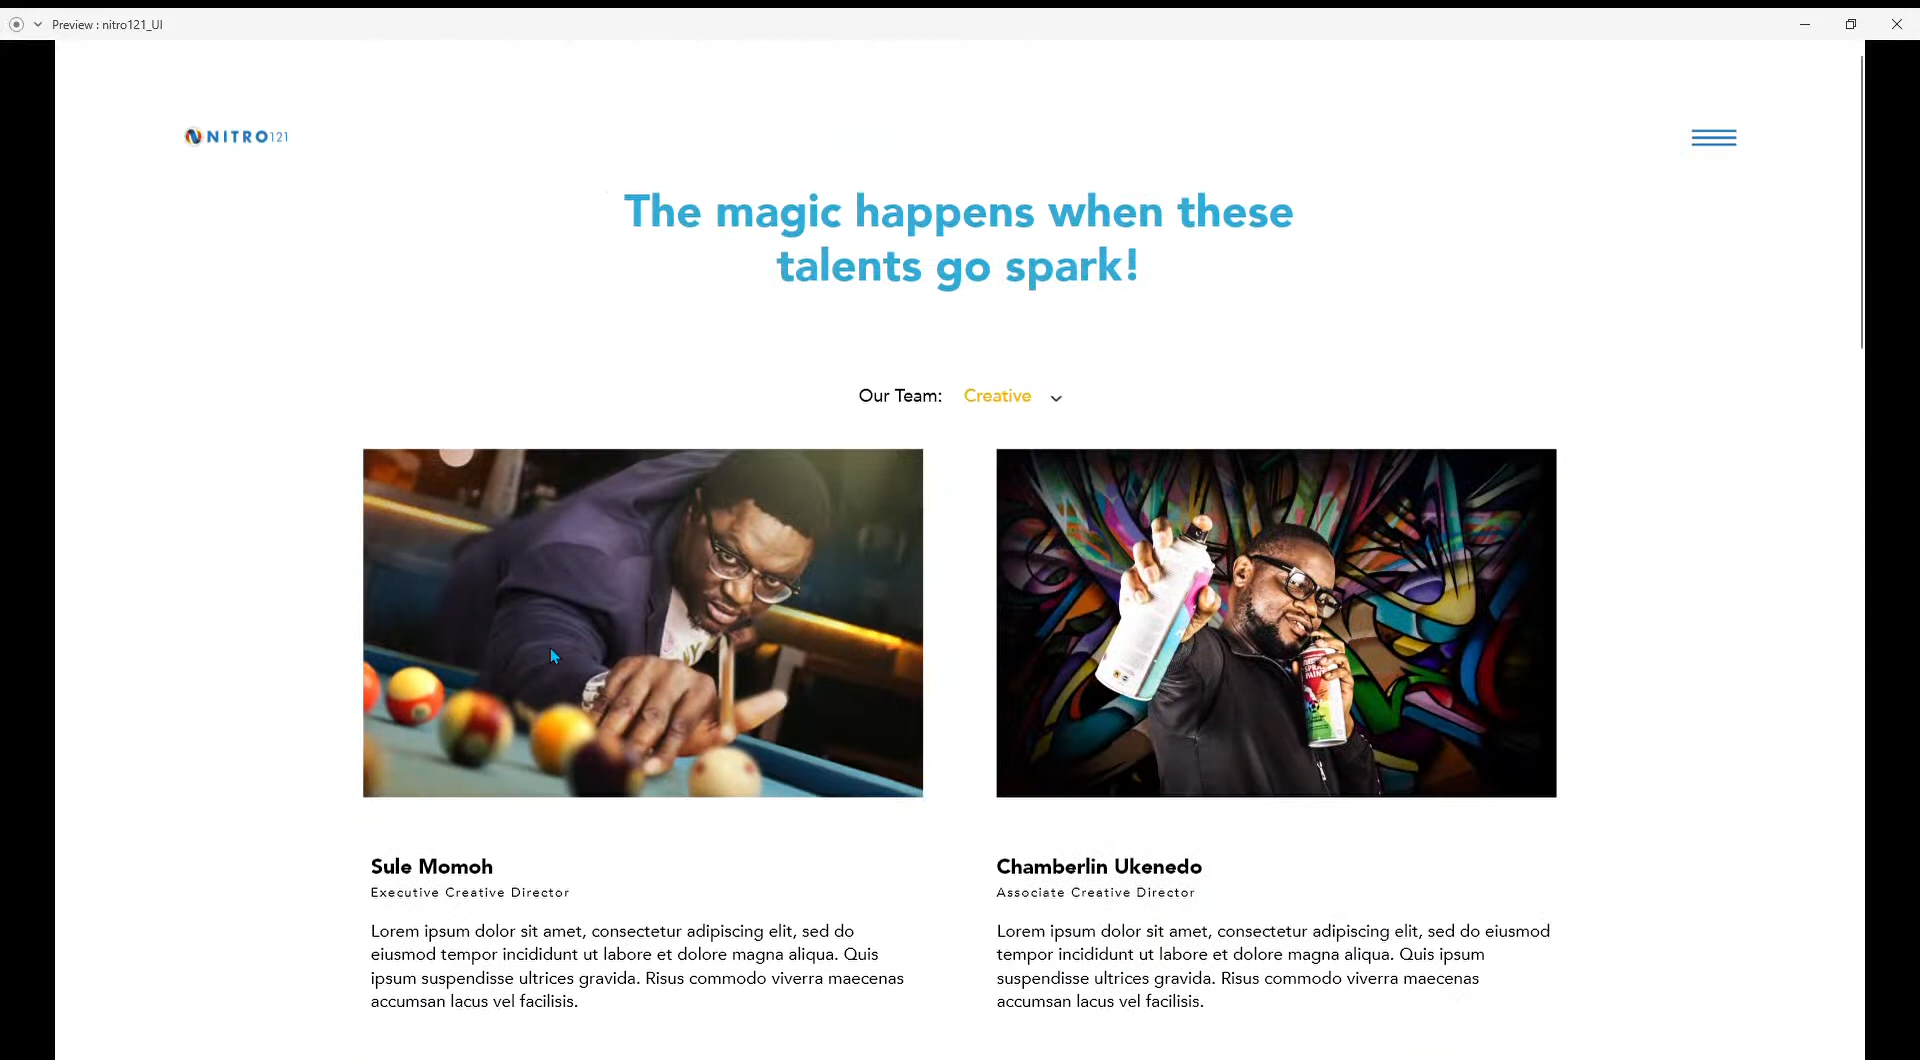 Preview : nitro121_UI
NITRO121
The magic happens when these
talents go spark!
Our Team: Creative
SPRAY
PAINT
Sule Momoh
Executive Creative Director
Lorem ipsum dolor sit amet, consectetur adipiscing elit, sed do
eiusmod tempor incididunt ut labore et dolore magna aliqua. Quis
ipsum suspendisse ultrices gravida. Risus commodo viverra maecenas
accumsan lacus vel facilisis.
Chamberlin Ukenedo
Associate Creative Director
Lorem ipsum dolor sit amet, consectetur adipiscing elit, sed do eiusmod
tempor incididunt ut labore et dolore magna aliqua. Quis ipsum
suspendisse ultrices gravida. Risus commodo viverra maecenas
accumsan lacus vel facilisis.